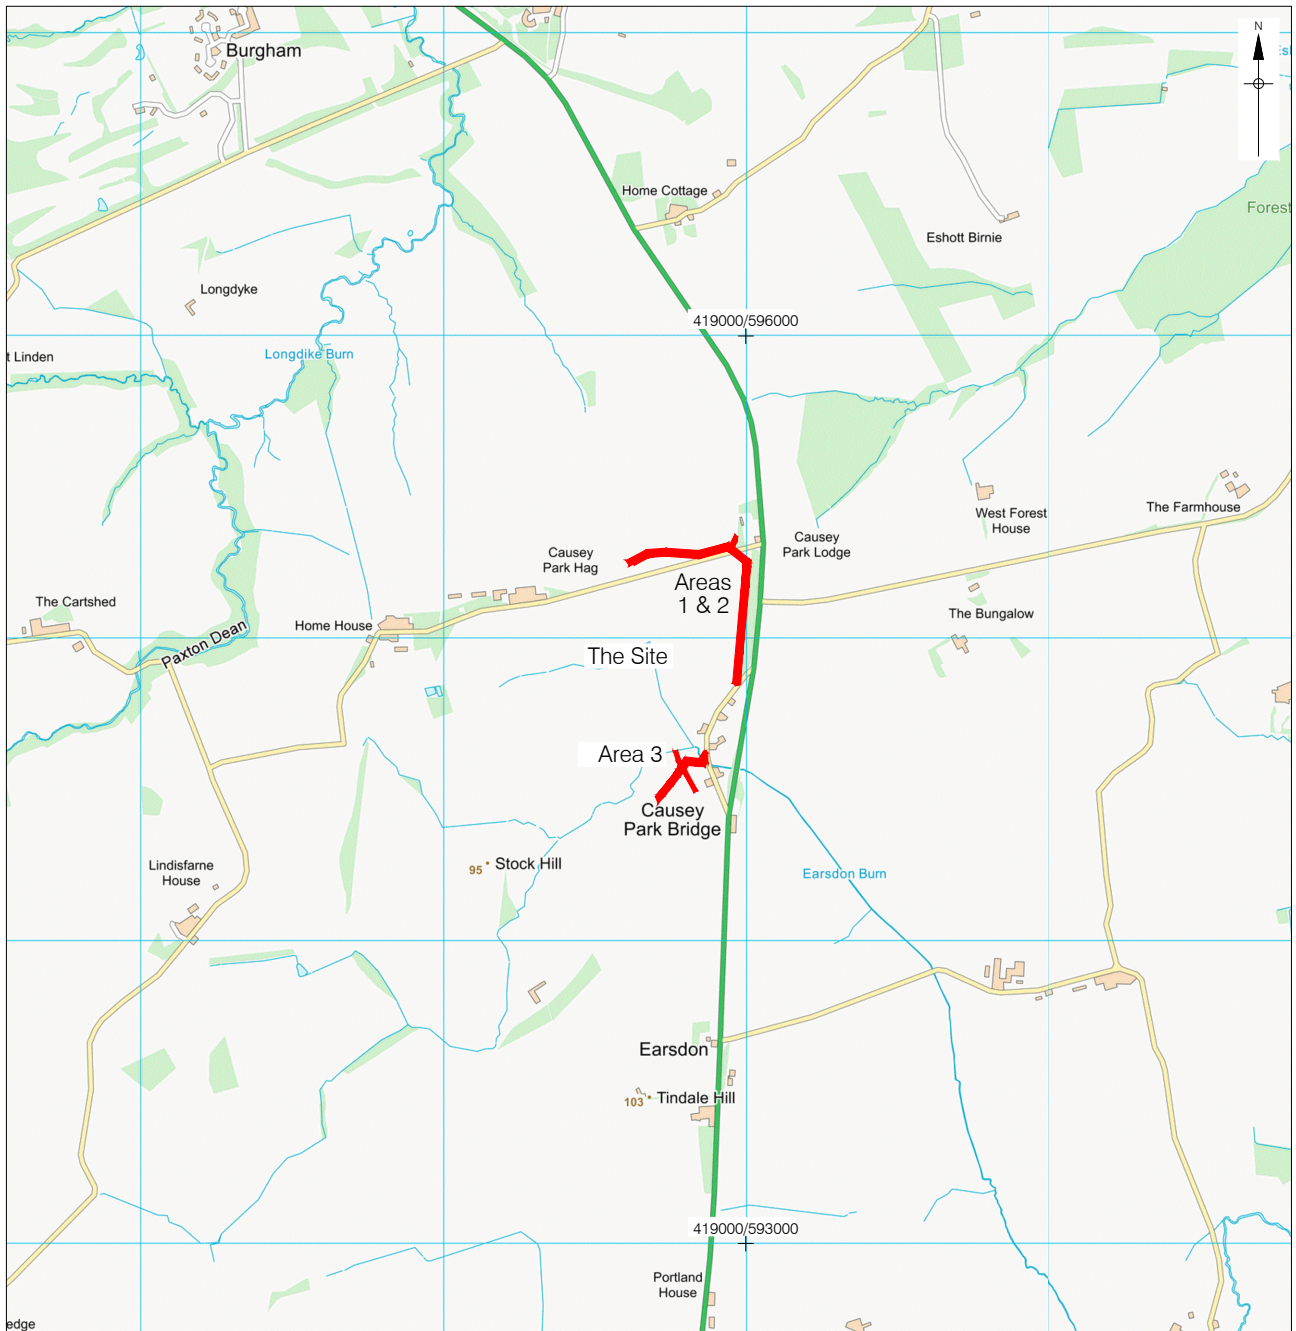 N
Burgham
Home Cottage
Forest
Eshott Birnie
Longdyke
419000/596000
t Linden
Longdike Burn
The Farmhouse
West Forest
House
Causey
Park Lodge
Causey
Park Hag
Areas
1 & 2
The Cartshed
The Bungalow
Home House
Paxton Dean
The Site
Area 3
Causey
Park Bridge
Lindisfarne
House
95
Stock Hill
Earsdon Burn
Earsdon
103
Tindale Hill
419000/593000
Portland
House
edge